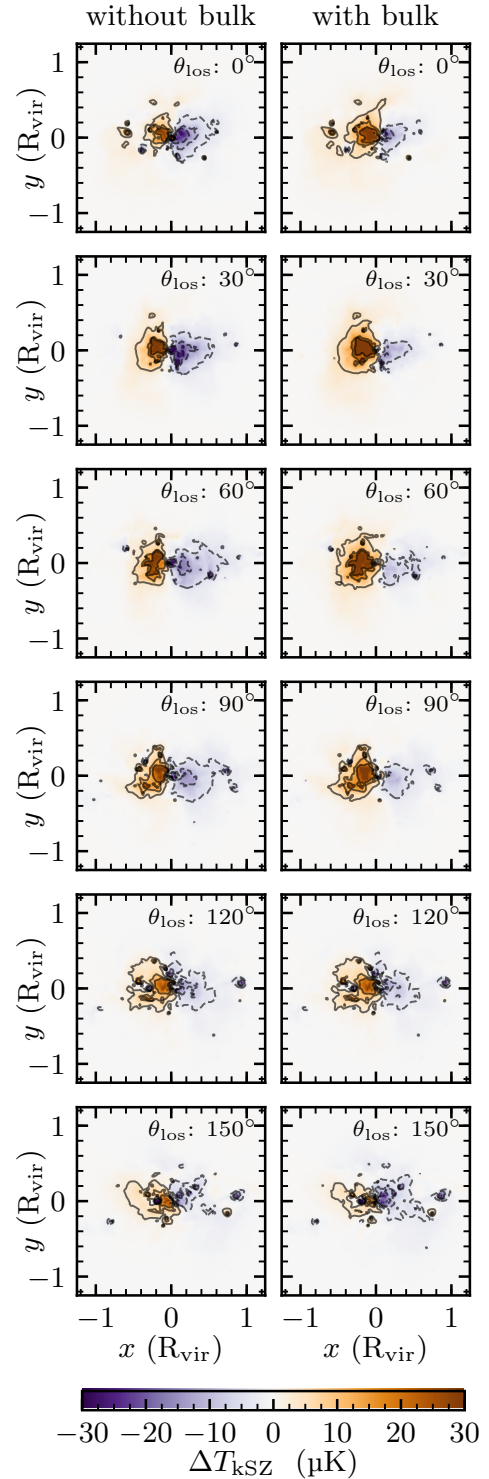 without bulk with bulk
θlos: 0° θlos: 0°
1
0
−1
y (Rvir)
θlos: 30° θlos: 30°
1
0
−1
y (Rvir)
θlos: 60° θlos: 60°
1
0
−1
y (Rvir)
θlos: 90° θlos: 90°
1
0
−1
y (Rvir)
θlos: 120° θlos: 120°
1
0
−1
y (Rvir)
θlos: 150° θlos: 150°
1
0
−1
y (Rvir)
−1 0 1 −1 0 1
x (Rvir) x (Rvir)
−30 −20 −10 0 10 20 30
ΔTkSZ (µK)